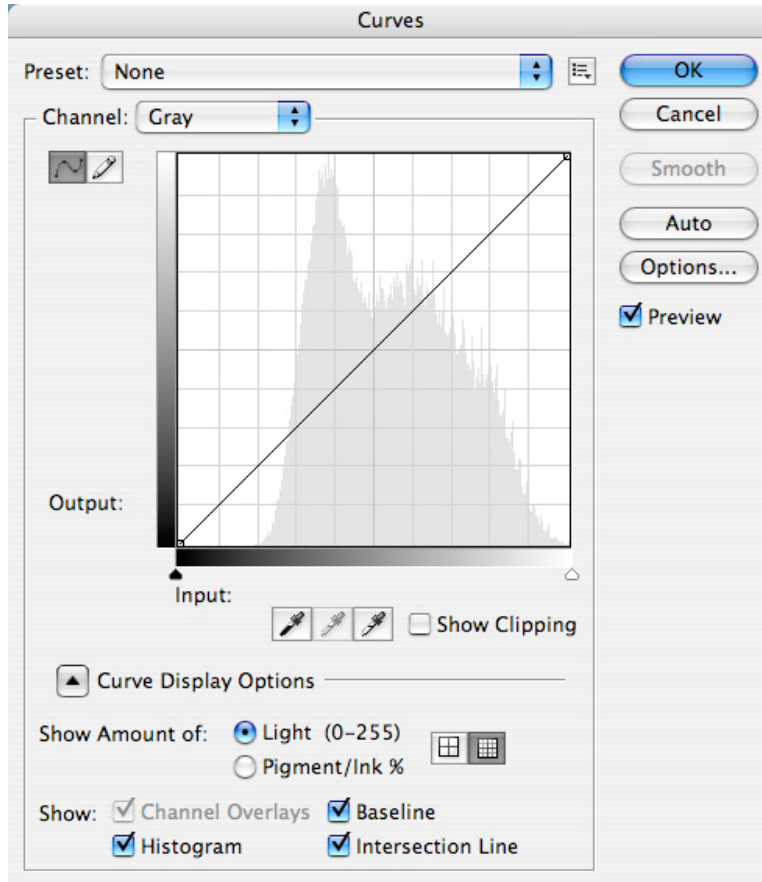 Curves
Preset: None
OK
Channel: Gray
Cancel
Smooth
Auto
Options...
Preview
Output:
Input:
Show Clipping
Curve Display Options
Show Amount of: Light (0-255)
Pigment/Ink %
Show: Channel Overlays Baseline
Histogram Intersection Line